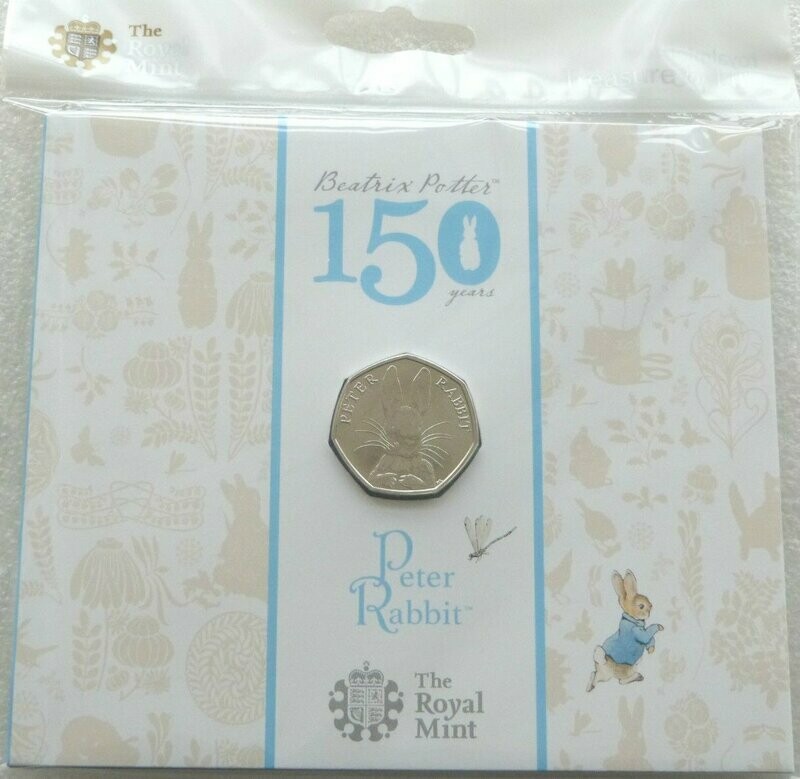 The
Royal
Mint
Beatrix Potter™
150
years
PETER RABBIT
Peter
Rabbit™
The
Royal
Mint